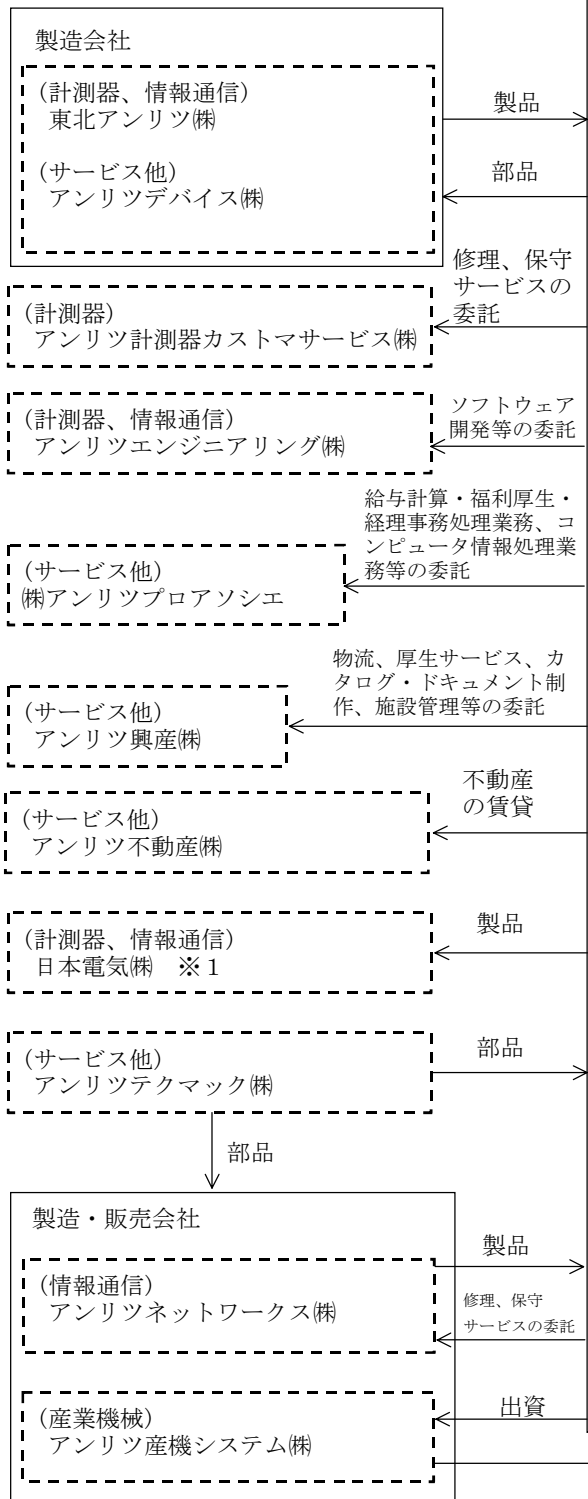 製造会社
(計測器、情報通信)
東北アンリツ㈱
(サービス他)
アンリツデバイス㈱
製品
部品
修理、保守
サービスの
委託
(計測器)
アンリツ計測器カストマサービス㈱
(計測器、情報通信)
アンリツエンジニアリング㈱
ソフトウェア
開発等の委託
給与計算・福利厚生・
経理事務処理業務、コ
ンピュータ情報処理業
務等の委託
(サービス他)
㈱アンリツプロアソシエ
物流、厚生サービス、カ
タログ・ドキュメント制
作、施設管理等の委託
(サービス他)
アンリツ興産㈱
不動産
の賃貸
(サービス他)
アンリツ不動産㈱
(計測器、情報通信)
日本電気㈱ ※1
製品
(サービス他)
アンリツテクマック㈱
部品
部品
製造・販売会社
(情報通信)
アンリツネットワークス㈱
製品
修理、保守
サービスの委託
(産業機械)
アンリツ産機システム㈱
出資